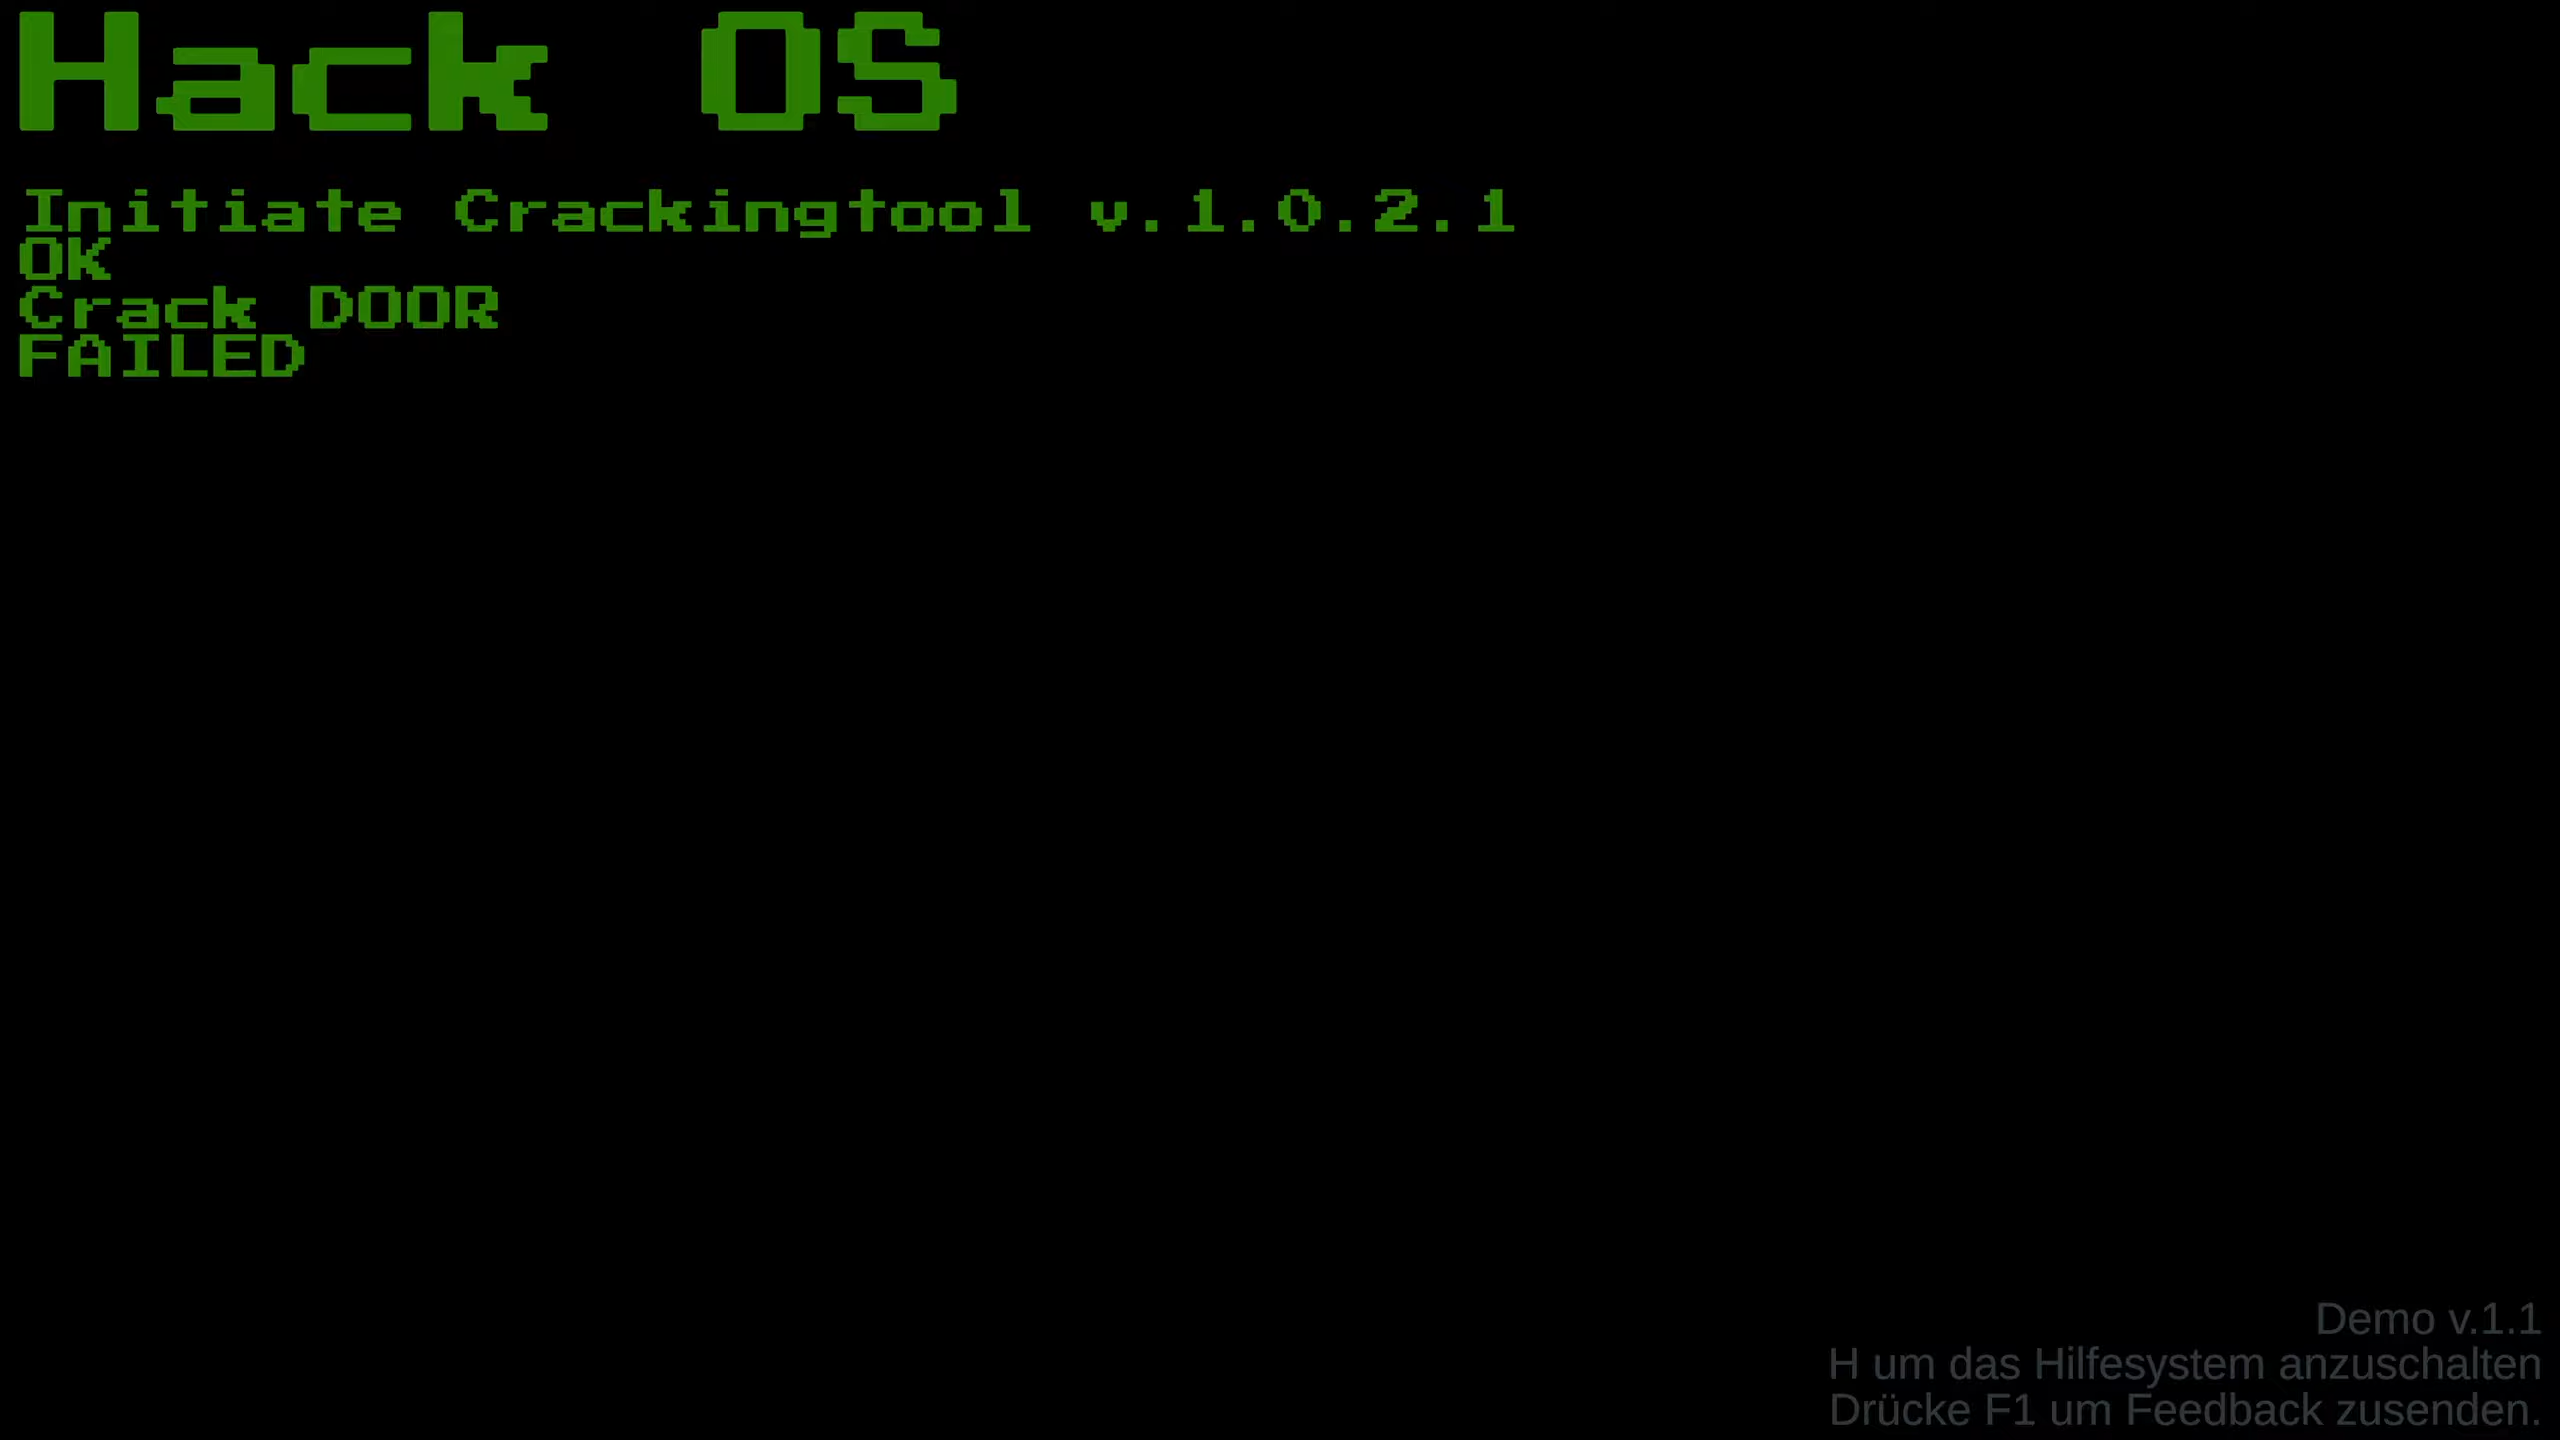 Hack OS
Initiate Crackingtool v.1.0.2.1
OK
Crack DOOR
FAILED
Demo v.1.1
H um das Hilfesystem anzuschalten
Drücke F1 um Feedback zusenden.